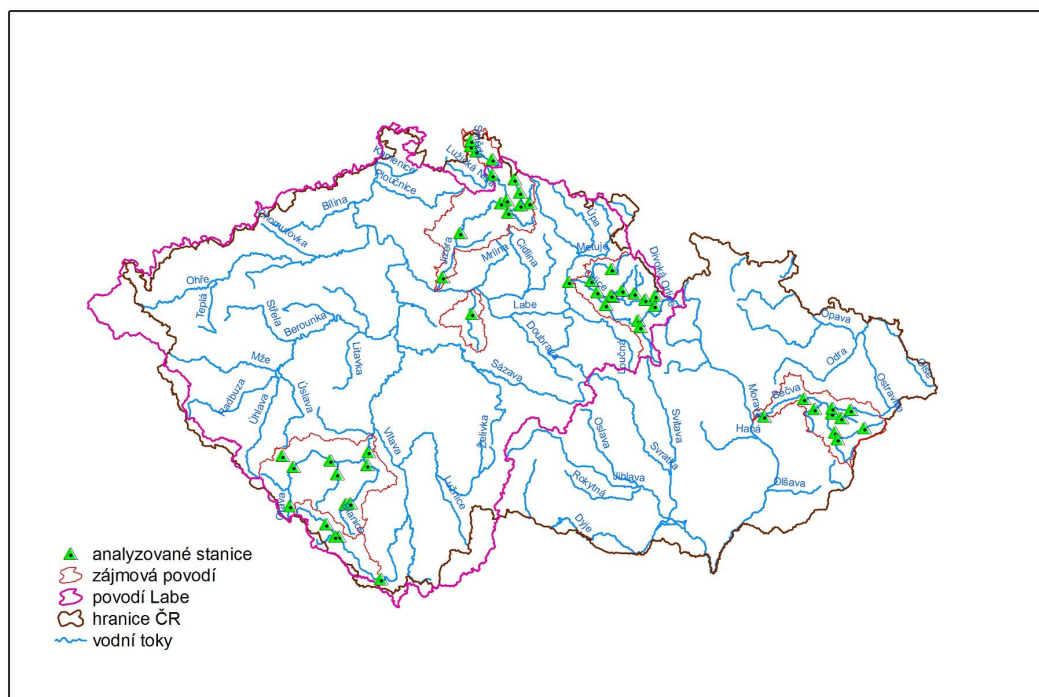 Kamenice
Ploučnice
Lužická Nisa
Bílina
Chomutovka
Ohře
Teplá
Střela
Berounka
Mže
Radbuza
Úhlava
Úslava
Litavka
Vltava
Otava
Blanice
Lužnice
Želivka
Sázava
Jizera
Mrlina
Cidlina
Labe
Doubrava
Úpa
Metuje
Divoká Orlice
Loučná
Svitava
Svratka
Oslava
Jihlava
Rokytná
Dyje
Haná
Morava
Bečva
Olšava
Opava
Odra
Ostravice
Olše
analyzované stanice
zájmová povodí
povodí Labe
hranice ČR
vodní toky